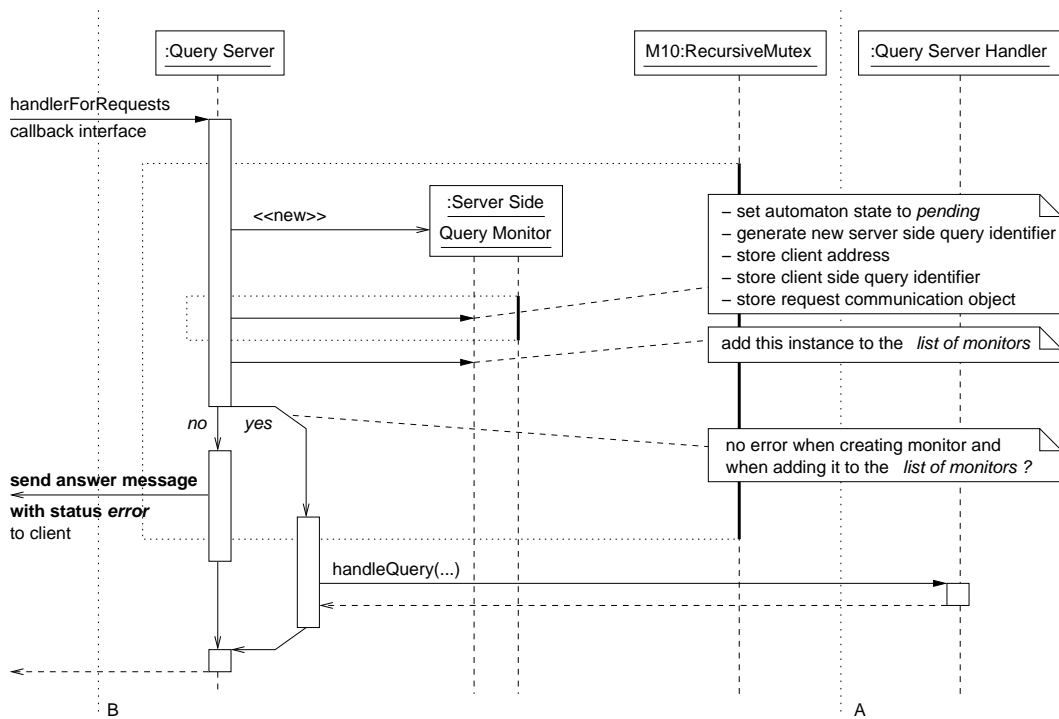 :Query Server
M10:RecursiveMutex
:Query Server Handler
handlerForRequests
callback interface
<<new>>
:Server Side
Query Monitor
– set automaton state to pending
– generate new server side query identifier
– store client address
– store client side query identifier
– store request communication object
add this instance to the list of monitors
no yes
no error when creating monitor and
when adding it to the list of monitors ?
send answer message
with status error
to client
handleQuery(...)
B
A